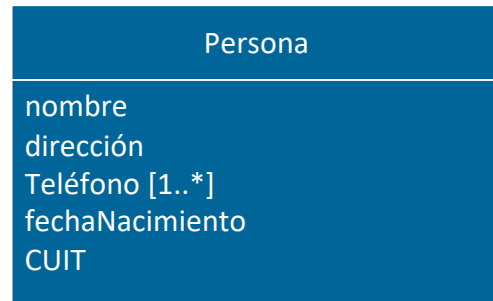 Persona
nombre
dirección
Teléfono [1..*]
fechaNacimiento
CUIT